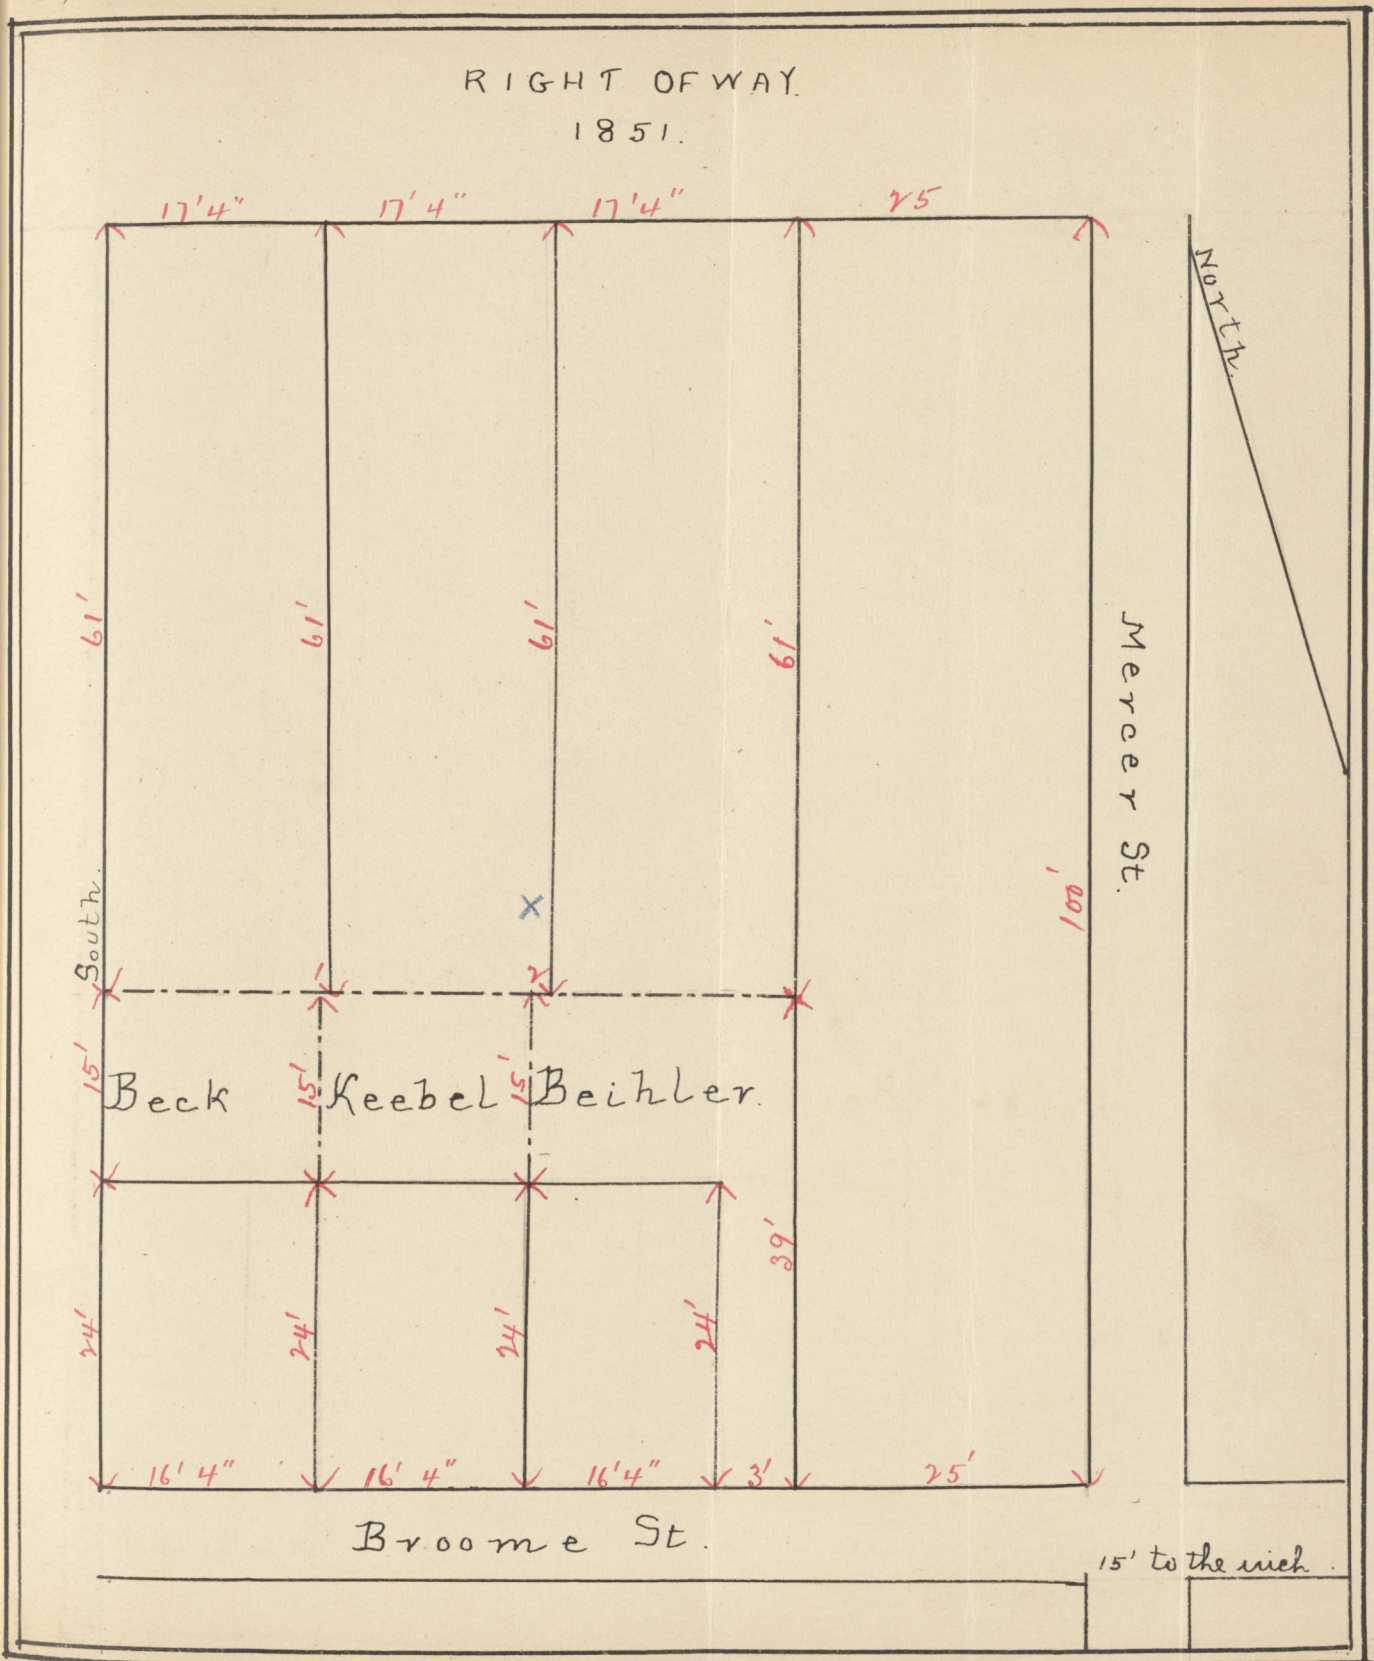 RIGHT OF WAY.
1851.
17'4" 17'4" 17'4" 25
North.
61' 61' 61' 61'
Mercer St.
100'
South.
1' 2'
15' Beck 15' Keebel 15' Beihler.
39'
24' 24' 24' 24'
16'4" 16'4" 16'4" 3' 25'
Broome St.
15' to the inch.